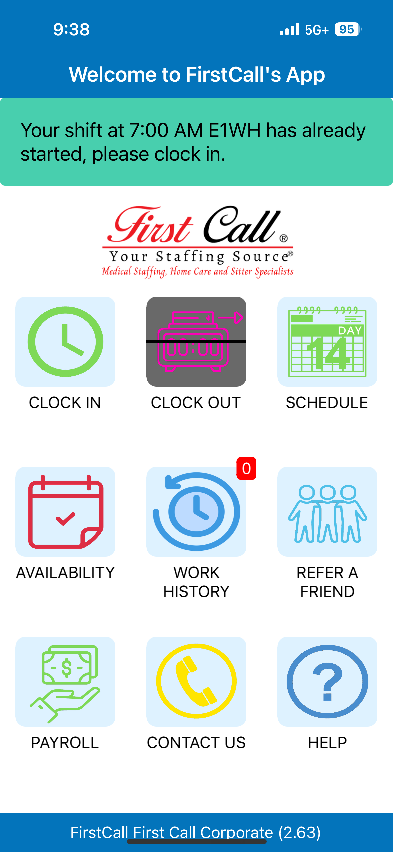 9:38
5G+
95
Welcome to FirstCall's App
Your shift at 7:00 AM E1WH has already
started, please clock in.
First Call ®
Your Staffing Source®
Medical Staffing, Home Care and Sitter Specialists
DAY
14
CLOCK IN
CLOCK OUT
SCHEDULE
0
AVAILABILITY
WORK
HISTORY
REFER A
FRIEND
$
?
PAYROLL
CONTACT US
HELP
FirstCall First Call Corporate (2.63)